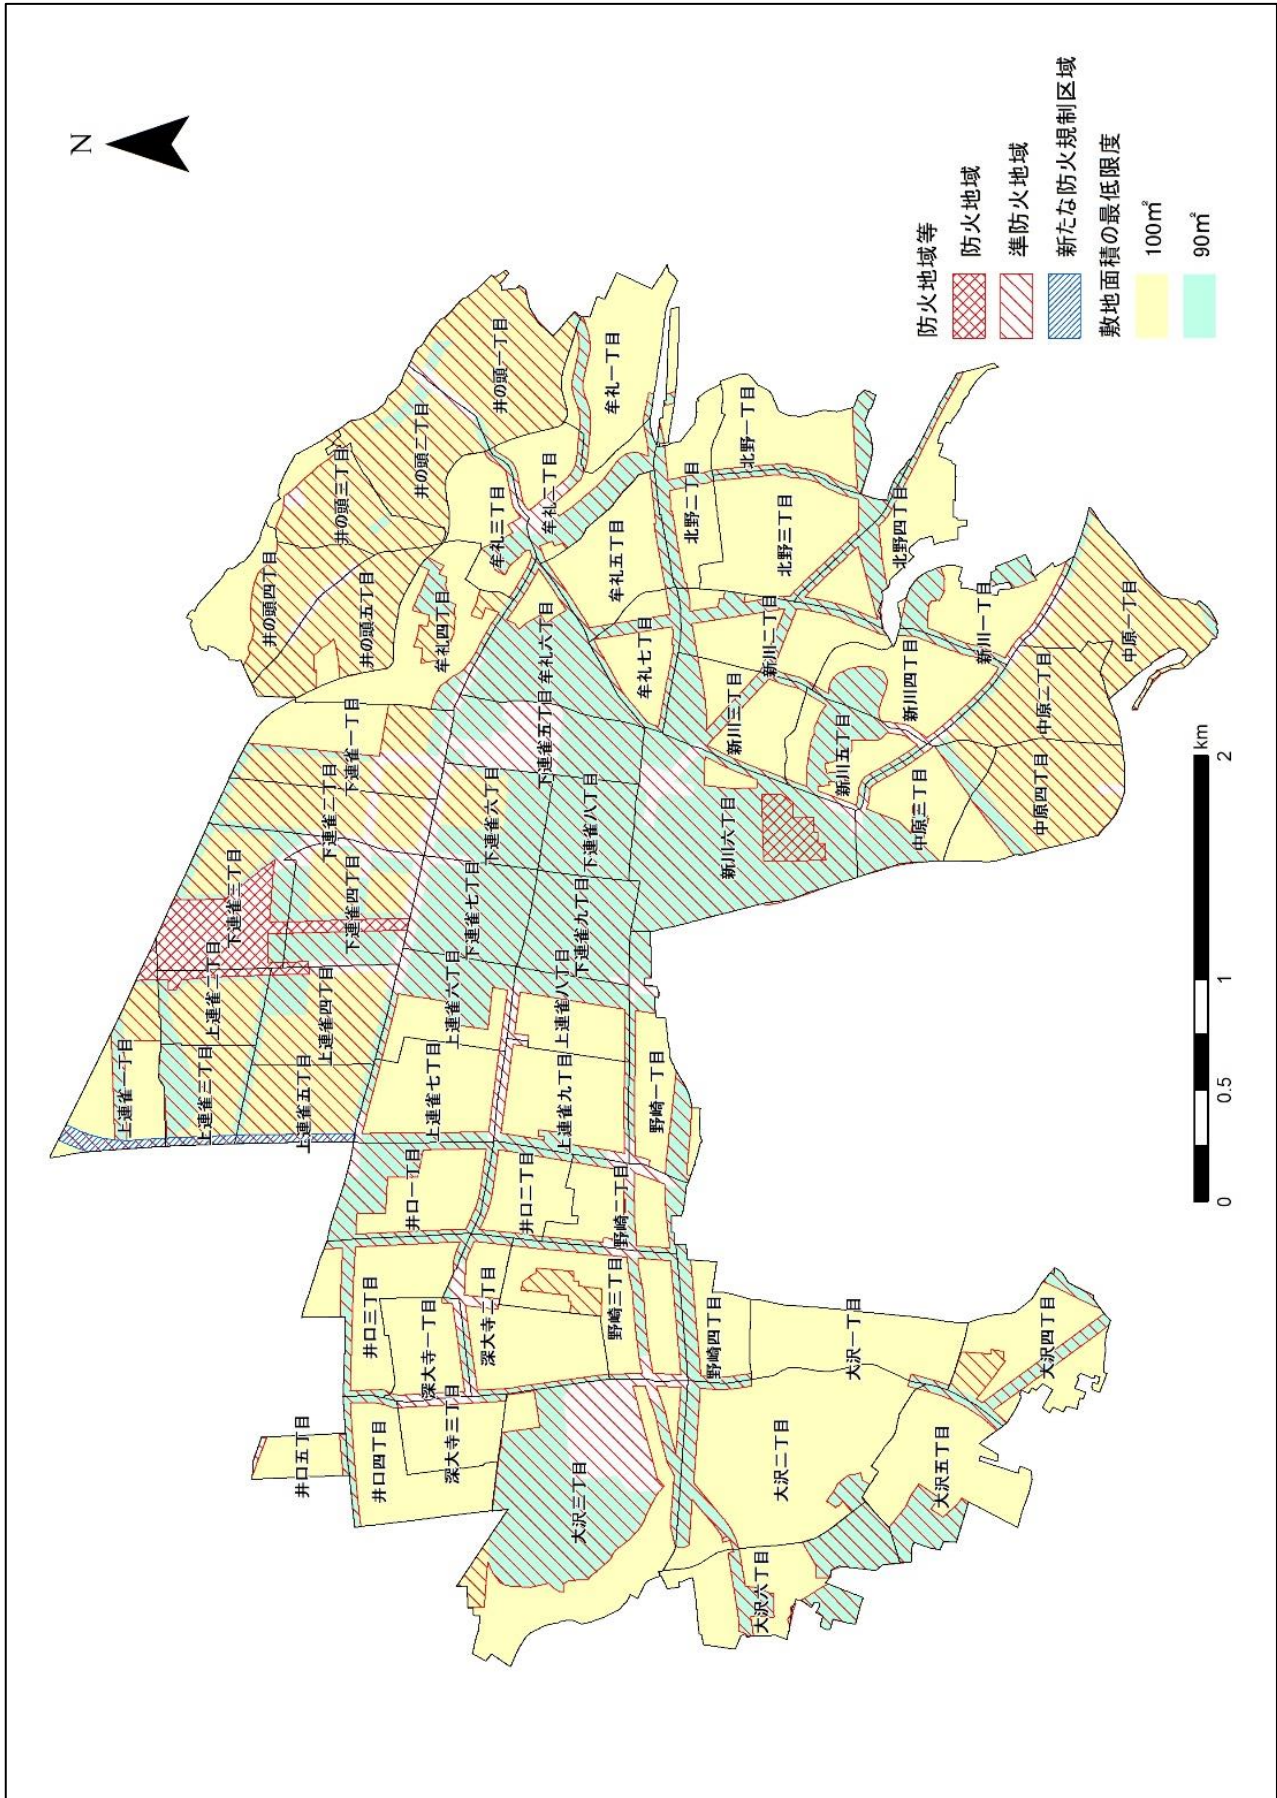 N
防火地域等
防火地域
準防火地域
新たな防火規制区域
敷地面積の最低限度
100㎡
90㎡
井の頭一丁目
井の頭二丁目
井の頭三丁目
井の頭四丁目
井の頭五丁目
牟礼一丁目
牟礼二丁目
牟礼三丁目
牟礼四丁目
牟礼五丁目
牟礼六丁目
牟礼七丁目
北野一丁目
北野二丁目
北野三丁目
北野四丁目
新川一丁目
新川二丁目
新川三丁目
新川四丁目
新川五丁目
新川六丁目
中原一丁目
中原二丁目
中原三丁目
中原四丁目
下連雀一丁目
下連雀二丁目
下連雀三丁目
下連雀四丁目
下連雀五丁目
下連雀六丁目
下連雀七丁目
下連雀八丁目
下連雀九丁目
上連雀一丁目
上連雀二丁目
上連雀三丁目
上連雀四丁目
上連雀五丁目
上連雀六丁目
上連雀七丁目
上連雀八丁目
上連雀九丁目
井口一丁目
井口二丁目
井口三丁目
井口四丁目
井口五丁目
深大寺一丁目
深大寺二丁目
深大寺三丁目
野崎一丁目
野崎二丁目
野崎三丁目
野崎四丁目
大沢一丁目
大沢二丁目
大沢三丁目
大沢四丁目
大沢五丁目
大沢六丁目
0
0.5
1
2
km